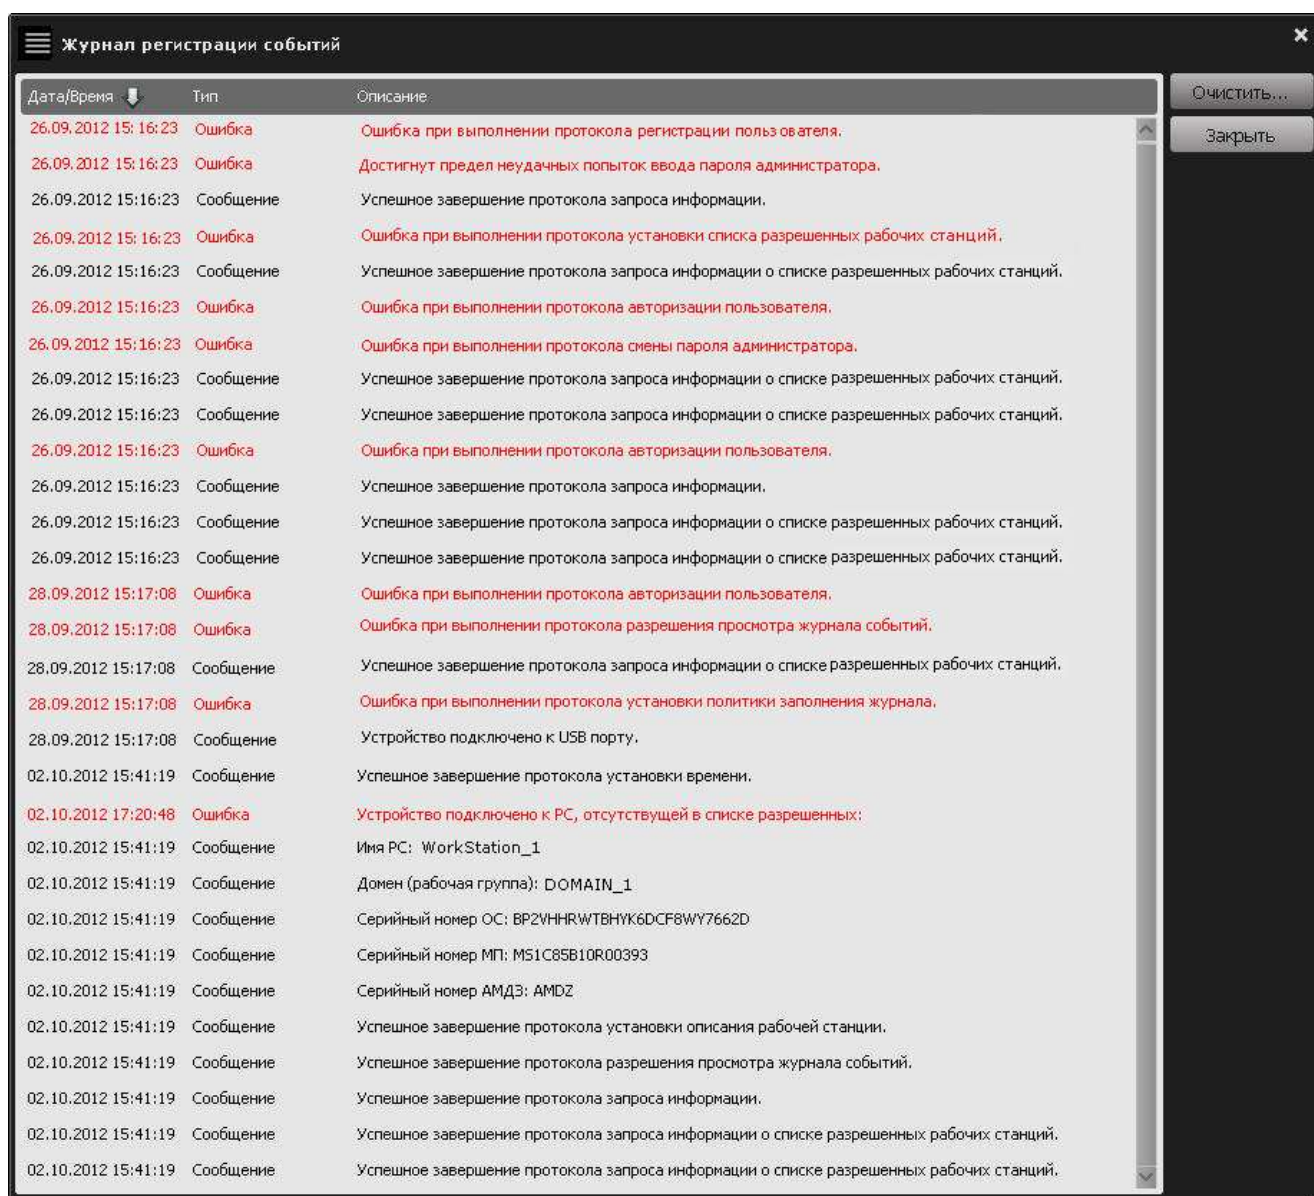 Журнал регистрации событий
Дата/Время Тип Описание
Очистить...
Закрыть
26.09.2012 15:16:23 Ошибка Ошибка при выполнении протокола регистрации пользователя.
26.09.2012 15:16:23 Ошибка Достигнут предел неудачных попыток ввода пароля администратора.
26.09.2012 15:16:23 Сообщение Успешное завершение протокола запроса информации.
26.09.2012 15:16:23 Ошибка Ошибка при выполнении протокола установки списка разрешенных рабочих станций.
26.09.2012 15:16:23 Сообщение Успешное завершение протокола запроса информации о списке разрешенных рабочих станций.
26.09.2012 15:16:23 Ошибка Ошибка при выполнении протокола авторизации пользователя.
26.09.2012 15:16:23 Ошибка Ошибка при выполнении протокола смены пароля администратора.
26.09.2012 15:16:23 Сообщение Успешное завершение протокола запроса информации о списке разрешенных рабочих станций.
26.09.2012 15:16:23 Сообщение Успешное завершение протокола запроса информации о списке разрешенных рабочих станций.
26.09.2012 15:16:23 Ошибка Ошибка при выполнении протокола авторизации пользователя.
26.09.2012 15:16:23 Сообщение Успешное завершение протокола запроса информации.
26.09.2012 15:16:23 Сообщение Успешное завершение протокола запроса информации о списке разрешенных рабочих станций.
26.09.2012 15:16:23 Сообщение Успешное завершение протокола запроса информации о списке разрешенных рабочих станций.
28.09.2012 15:17:08 Ошибка Ошибка при выполнении протокола авторизации пользователя.
28.09.2012 15:17:08 Ошибка Ошибка при выполнении протокола разрешения просмотра журнала событий.
28.09.2012 15:17:08 Сообщение Успешное завершение протокола запроса информации о списке разрешенных рабочих станций.
28.09.2012 15:17:08 Ошибка Ошибка при выполнении протокола установки политики заполнения журнала.
28.09.2012 15:17:08 Сообщение Устройство подключено к USB порту.
02.10.2012 15:41:19 Сообщение Успешное завершение протокола установки времени.
02.10.2012 17:20:48 Ошибка Устройство подключено к PC, отсутствущей в списке разрешенных:
02.10.2012 15:41:19 Сообщение Имя PC: WorkStation_1
02.10.2012 15:41:19 Сообщение Домен (рабочая группа): DOMAIN_1
02.10.2012 15:41:19 Сообщение Серийный номер ОС: BP2VHHRWTBHYK6DCF8WY7662D
02.10.2012 15:41:19 Сообщение Серийный номер МП: MS1C85B10R00393
02.10.2012 15:41:19 Сообщение Серийный номер АМДЗ: AMDZ
02.10.2012 15:41:19 Сообщение Успешное завершение протокола установки описания рабочей станции.
02.10.2012 15:41:19 Сообщение Успешное завершение протокола разрешения просмотра журнала событий.
02.10.2012 15:41:19 Сообщение Успешное завершение протокола запроса информации.
02.10.2012 15:41:19 Сообщение Успешное завершение протокола запроса информации о списке разрешенных рабочих станций.
02.10.2012 15:41:19 Сообщение Успешное завершение протокола запроса информации о списке разрешенных рабочих станций.